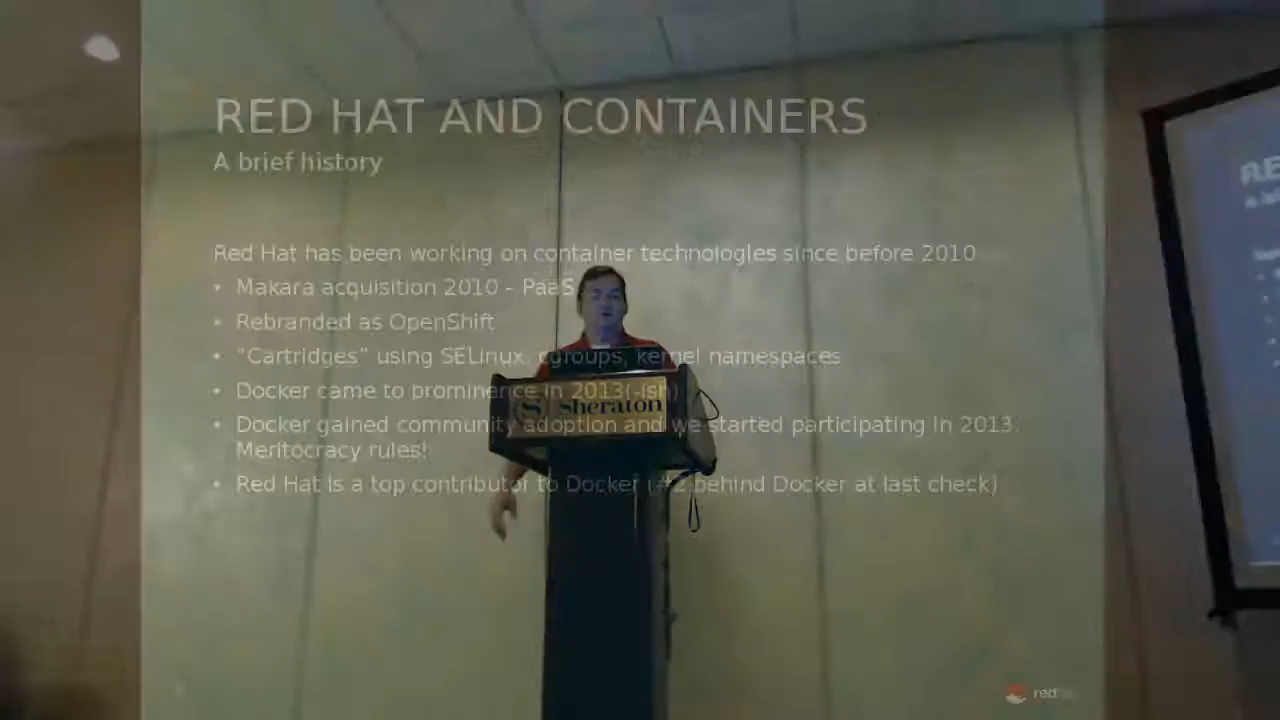 RED HAT AND CONTAINERS
A brief history
Red Hat has been working on container technologies since before 2010
• Makara acquisition 2010 - PaaS
• Rebranded as OpenShift
• "Cartridges" using SELinux, cgroups, kernel namespaces
• Docker came to prominence in 2013(-ish)
• Docker gained community adoption and we started participating in 2013.
Meritocracy rules!
• Red Hat is a top contributor to Docker (#2 behind Docker at last check)
S Sheraton
RE
redhat